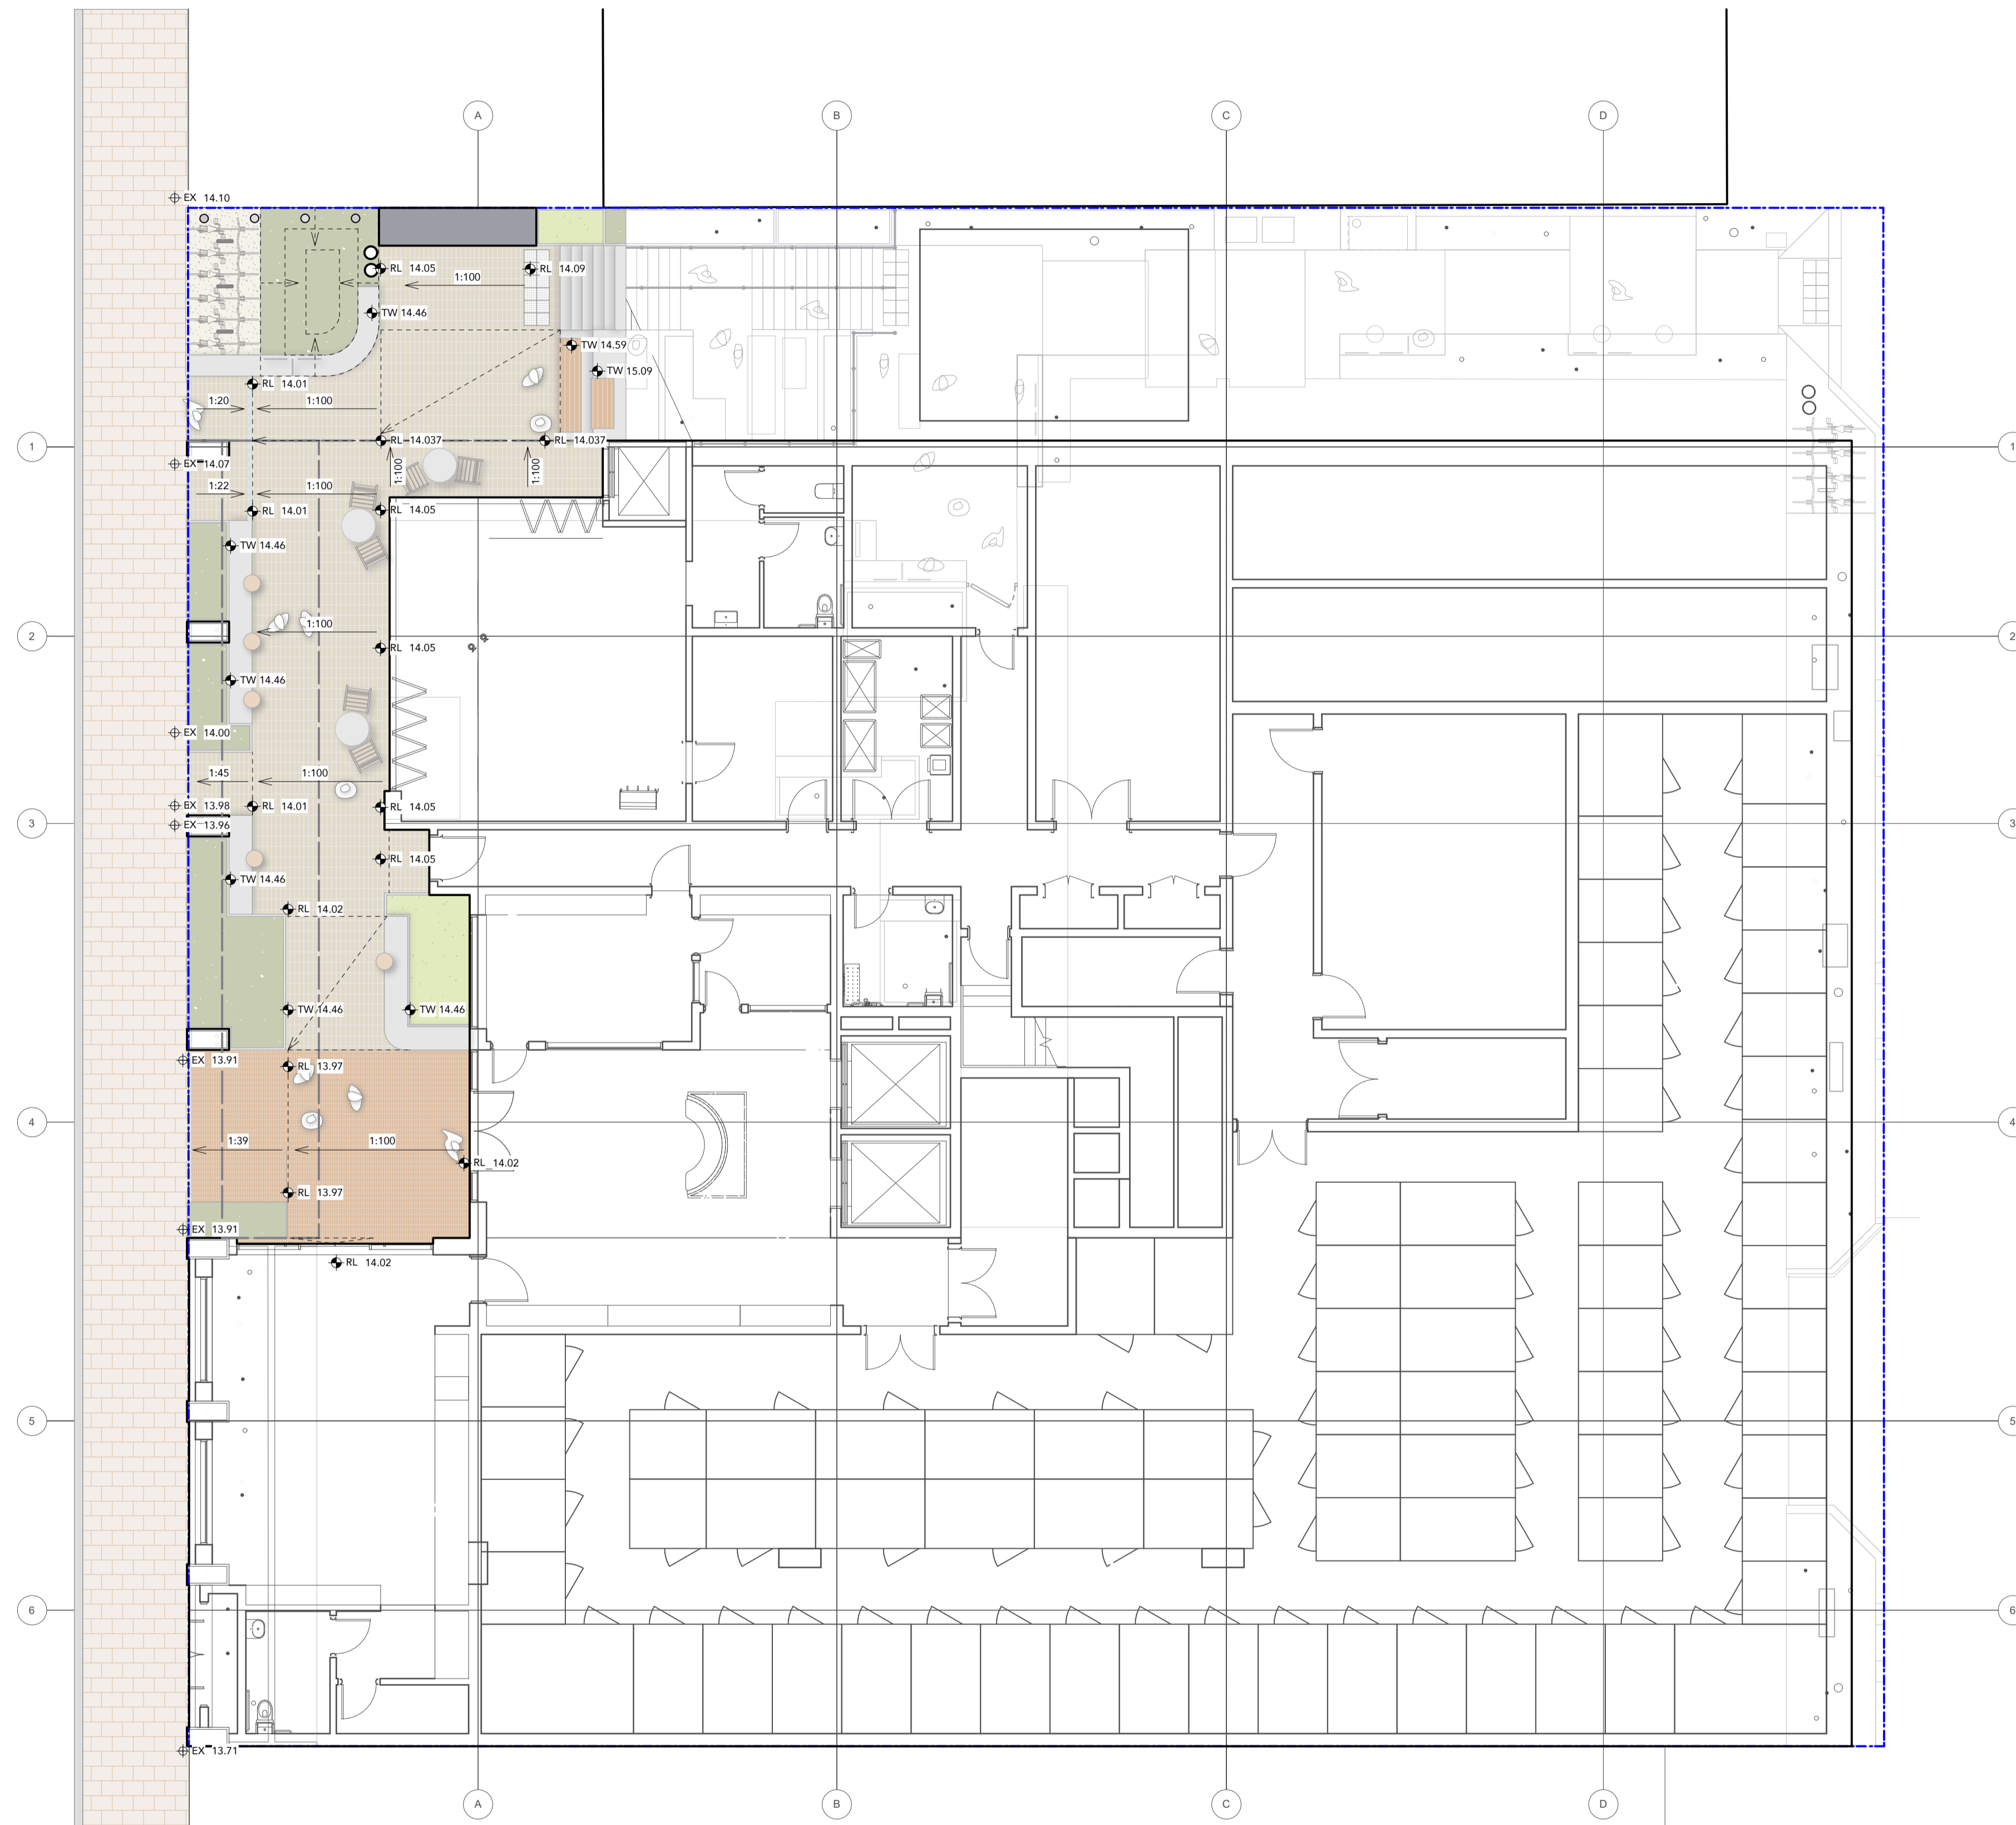 A B C D
EX 14.10
RL 14.05
1:100
RL 14.09
TW 14.46
TW 14.59
TW 15.09
RL 14.01
1:20
1:100
1 1
RL 14.037
RL 14.037
EX 14.07
1:100
1:100
1:22
1:100
RL 14.01
RL 14.05
TW 14.46
1:100
2 2
RL 14.05
TW 14.46
EX 14.00
1:45
1:100
EX 13.98
RL 14.01
RL 14.05
3 3
EX 13.96
RL 14.05
TW 14.46
RL 14.02
TW 14.46
TW 14.46
EX 13.91
RL 13.97
4 4
1:39
1:100
RL 14.02
RL 13.97
EX 13.91
RL 14.02
5 5
6 6
EX 13.71
A B C D